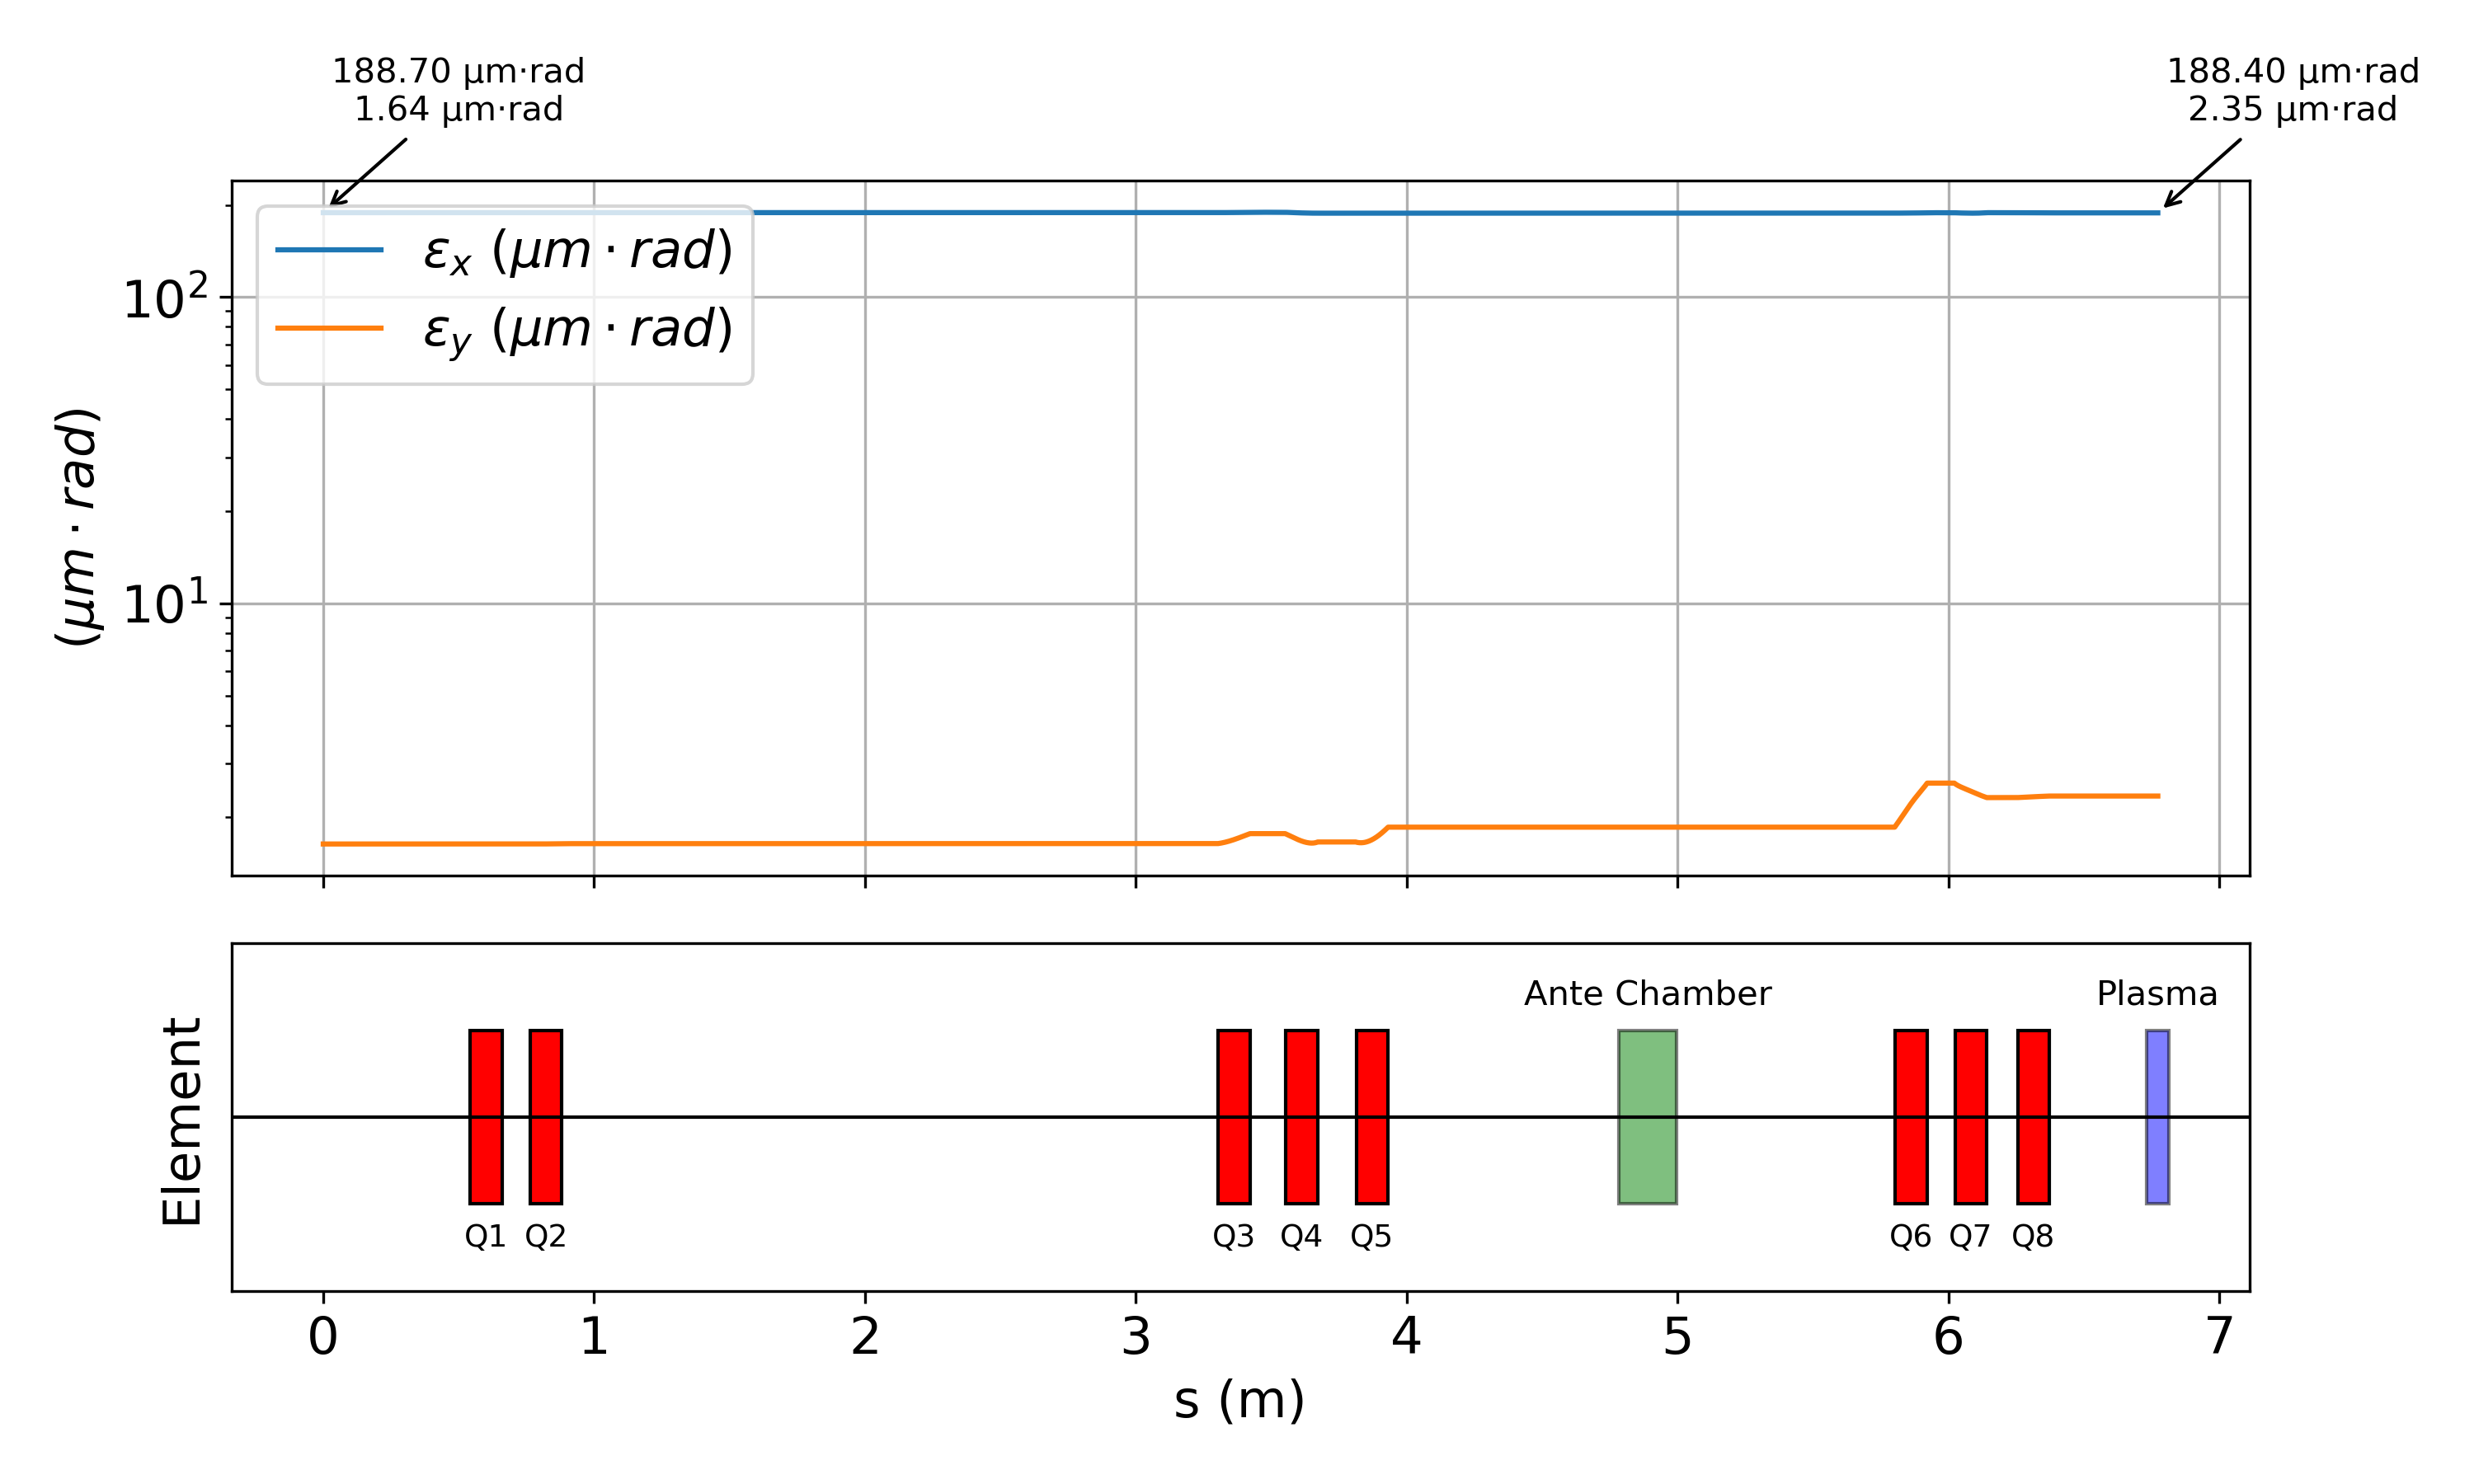 188.70 μm·rad
1.64 μm·rad
188.40 μm·rad
2.35 μm·rad
εx (μm · rad)
εy (μm · rad)
10²
10¹
(μm · rad)
Ante Chamber
Plasma
Element
Q1 Q2 Q3 Q4 Q5 Q6 Q7 Q8
0 1 2 3 4 5 6 7
s (m)